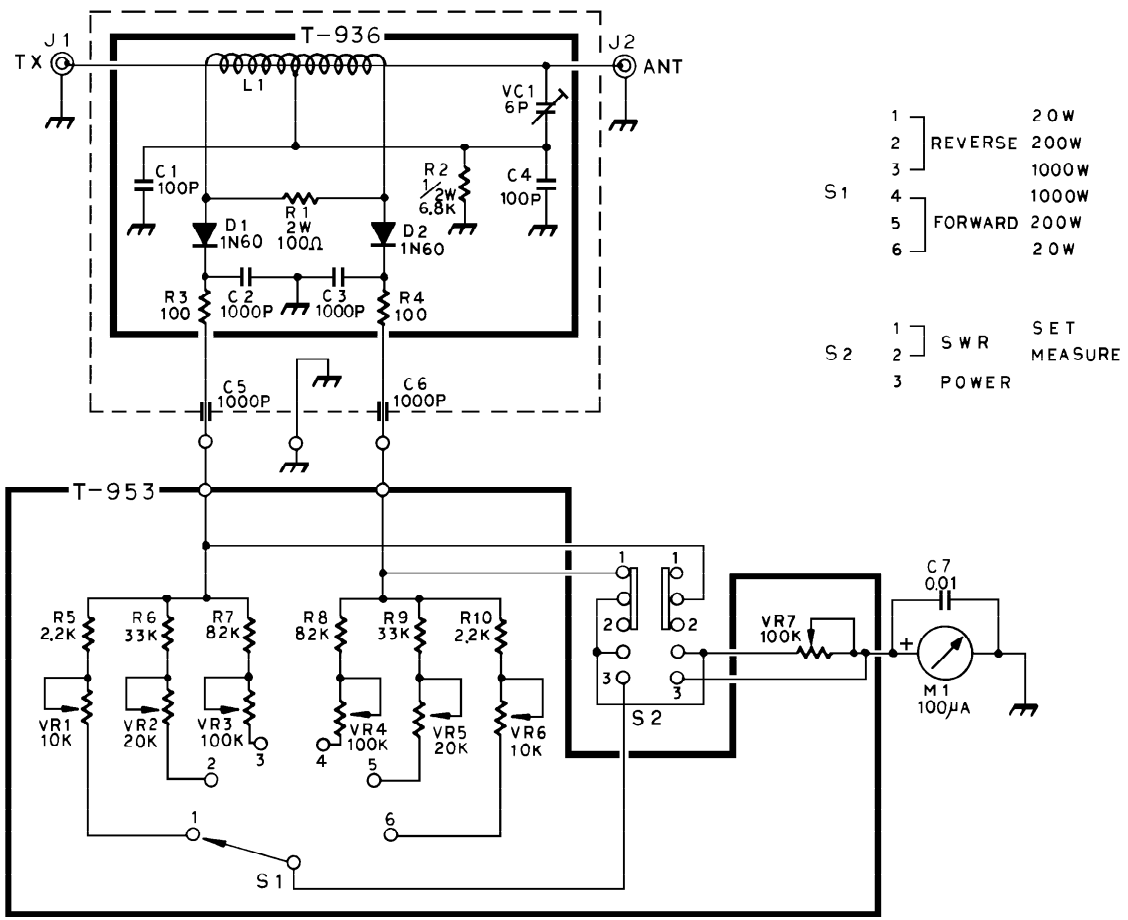 T-936
J1
TX
J2
ANT
L1
VC1
6P
C1
100P
R2
1/2W
6.8K
C4
100P
R1
2W
100Ω
D1
1N60
D2
1N60
C2
1000P
C3
1000P
R3
100
R4
100
C5
1000P
C6
1000P
S1
1
2
3
4
5
6
REVERSE
FORWARD
20W
200W
1000W
1000W
200W
20W
S2
1
2
3
SWR
POWER
SET
MEASURE
T-953
R5
2,2K
R6
33K
R7
82K
R8
82K
R9
33K
R10
2,2K
VR1
10K
VR2
20K
VR3
100K
VR4
100K
VR5
20K
VR6
10K
3
4
2
5
1
6
S1
1
1
2
2
3
3
S2
VR7
100K
C7
0.01
+
M1
100μA